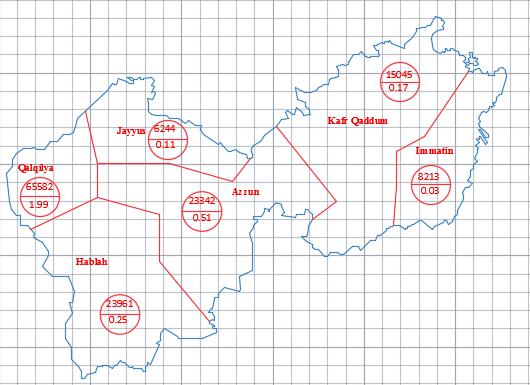 15045
0.17
Kafr Qaddum
Jayyus
6244
0.11
Immatin
8213
0.03
Qalqilya
65582
1.99
Azzun
23342
0.51
Hablah
23961
0.25